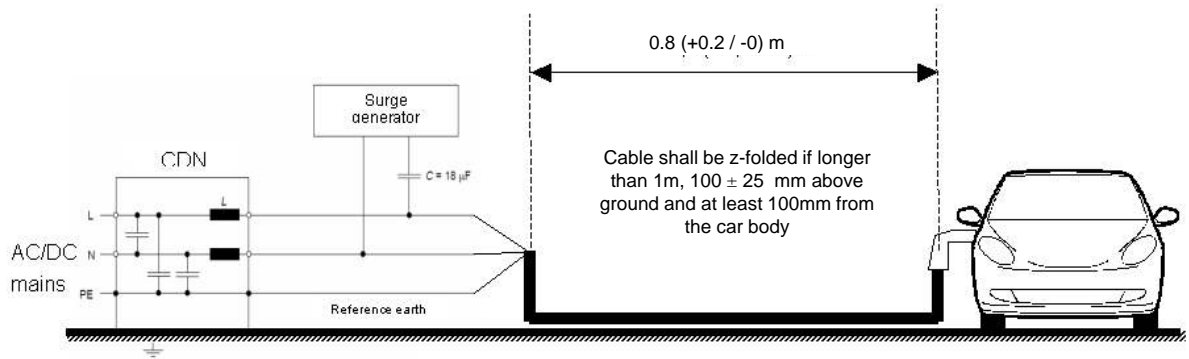 0.8 (+0.2 / -0) m
Surge
generator
CDN
C = 18 µF
Cable shall be z-folded if longer
than 1m, 100 ± 25 mm above
ground and at least 100mm from
the car body
L
L
AC/DC
N
mains
PE
Reference earth